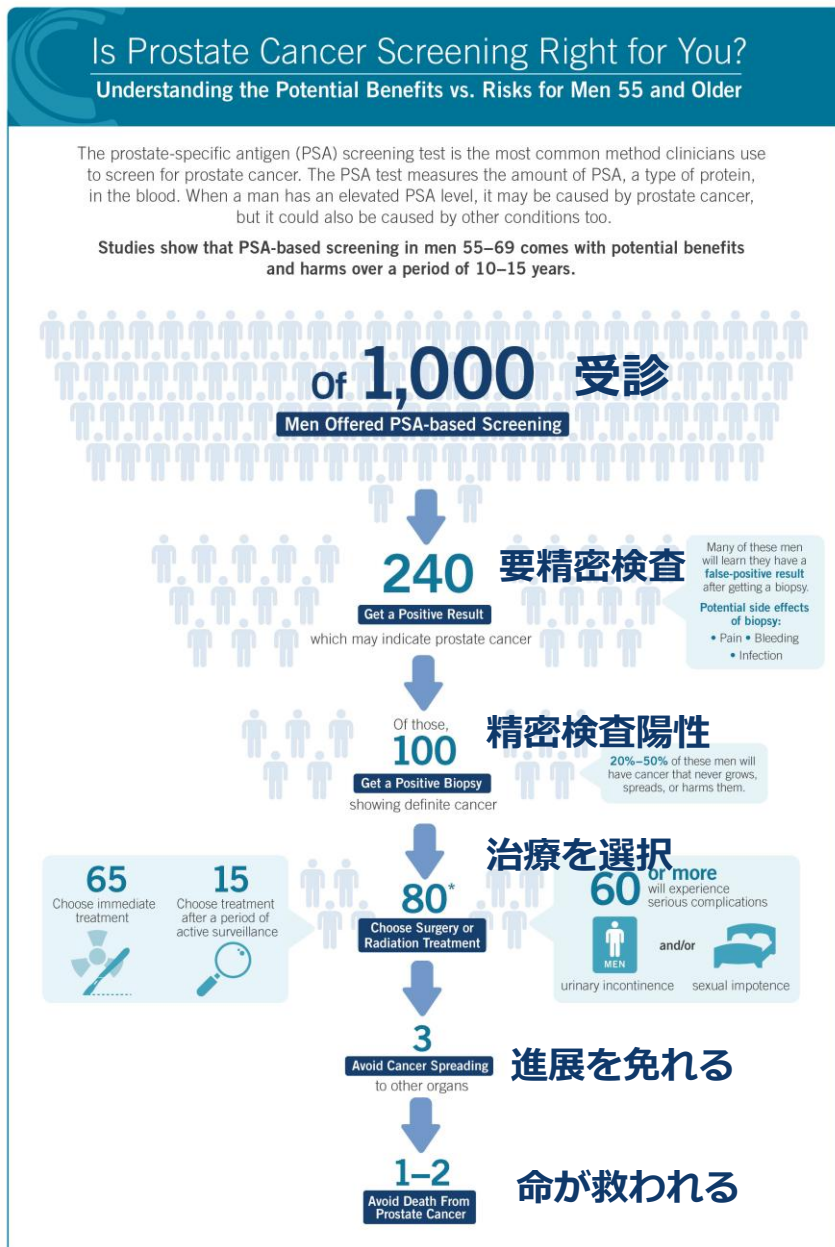 Is Prostate Cancer Screening Right for You?
Understanding the Potential Benefits vs. Risks for Men 55 and Older
The prostate-specific antigen (PSA) screening test is the most common method clinicians use
to screen for prostate cancer. The PSA test measures the amount of PSA, a type of protein,
in the blood. When a man has an elevated PSA level, it may be caused by prostate cancer,
but it could also be caused by other conditions too.
Studies show that PSA-based screening in men 55–69 comes with potential benefits
and harms over a period of 10–15 years.
Of 1,000 受診
Men Offered PSA-based Screening
240
要精密検査
Get a Positive Result
which may indicate prostate cancer
Many of these men
will learn they have a
false-positive result
after getting a biopsy.
Potential side effects
of biopsy:
• Pain • Bleeding
• Infection
Of those,
100
精密検査陽性
Get a Positive Biopsy
showing definite cancer
20%–50% of these men will
have cancer that never grows,
spreads, or harms them.
治療を選択
65
Choose immediate
treatment
15
Choose treatment
after a period of
active surveillance
80*
Choose Surgery or
Radiation Treatment
60 or more
will experience
serious complications
MEN
and/or
urinary incontinence
sexual impotence
3
進展を免れる
Avoid Cancer Spreading
to other organs
1–2
命が救われる
Avoid Death From
Prostate Cancer